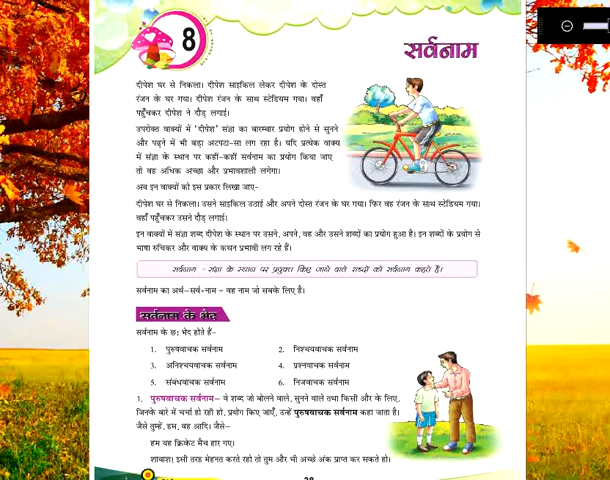 8
सर्वनाम
दीपेश घर से निकला। दीपेश साइकिल लेकर दीपेश के दोस्त
रंजन के घर गया। दीपेश रंजन के साथ स्टेडियम गया। वहाँ
पहुँचकर दीपेश ने दौड़ लगाई।
उपरोक्त वाक्यों में 'दीपेश' संज्ञा का बारम्बार प्रयोग होने से सुनने
और पढ़ने में भी बड़ा अटपटा-सा लग रहा है। यदि प्रत्येक वाक्य
में संज्ञा के स्थान पर कहीं-कहीं सर्वनाम का प्रयोग किया जाए
तो वह अधिक अच्छा और प्रभावशाली लगेगा।
अब इन वाक्यों को इस प्रकार लिखा जाए-
दीपेश घर से निकला। उसने साइकिल उठाई और अपने दोस्त रंजन के घर गया। फिर वह रंजन के साथ स्टेडियम गया।
वहाँ पहुँचकर उसने दौड़ लगाई।
इन वाक्यों में संज्ञा शब्द दीपेश के स्थान पर उसने, अपने, वह और उसने शब्दों का प्रयोग हुआ है। इन शब्दों के प्रयोग से
भाषा रुचिकर और वाक्य के कथन प्रभावी लग रहे हैं।
सर्वनाम - संज्ञा के स्थान पर प्रयुक्त किए जाने वाले शब्दों को सर्वनाम कहते हैं।
सर्वनाम का अर्थ-सर्व+नाम - वह नाम जो सबके लिए है।
सर्वनाम के भेद
सर्वनाम के छ: भेद होते हैं-
1. पुरुषवाचक सर्वनाम 2. निश्चयवाचक सर्वनाम
3. अनिश्चयवाचक सर्वनाम 4. प्रश्नवाचक सर्वनाम
5. संबंधवाचक सर्वनाम 6. निजवाचक सर्वनाम
1. पुरुषवाचक सर्वनाम- वे शब्द जो बोलने वाले, सुनने वाले तथा किसी और के लिए,
जिनके बारे में चर्चा हो रही हो, प्रयोग किए जाएँ, उन्हें पुरुषवाचक सर्वनाम कहा जाता है।
जैसे तुम्हें, हम, वह आदि। जैसे-
हम वह क्रिकेट मैच हार गए।
शाबाश! इसी तरह मेहनत करते रहो तो तुम और भी अच्छे अंक प्राप्त कर सकते हो।